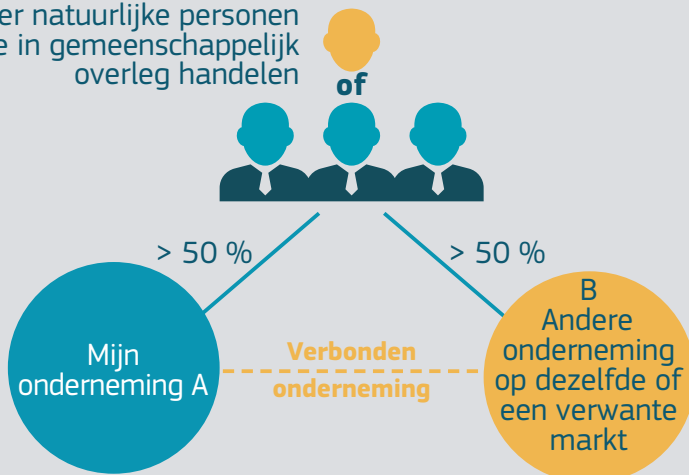 er natuurlijke personen
e in gemeenschappelijk
overleg handelen
of
> 50 %
> 50 %
Mijn
onderneming A
Verbonden
onderneming
B
Andere
onderneming
op dezelfde of
een verwante
markt